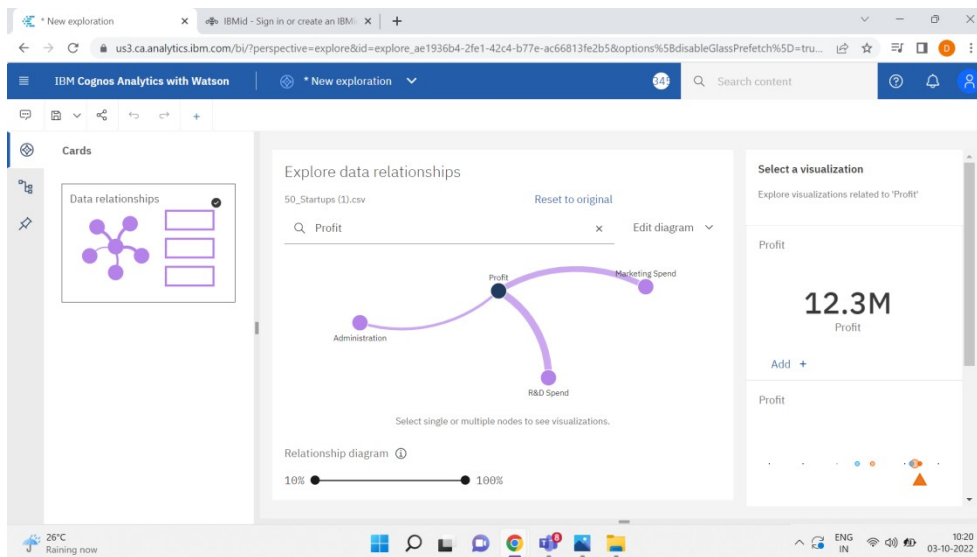 * New exploration
IBMid - Sign in or create an IBMi
us3.ca.analytics.ibm.com/bi/?perspective=explore&id=explore_ae1936b4-2fe1-42c4-b77e-ac66813fe2b5&options%5BdisableGlassPrefetch%5D=tru...
D
IBM Cognos Analytics with Watson
* New exploration
345
Search content
Cards
Data relationships
Explore data relationships
50_Startups (1).csv
Reset to original
Profit
Edit diagram
Profit
Marketing Spend
Administration
R&D Spend
Select single or multiple nodes to see visualizations.
Relationship diagram
10%
100%
Select a visualization
Explore visualizations related to 'Profit'
Profit
12.3M
Profit
Add +
Profit
26°C
Raining now
8
ENG
IN
03-10-2022